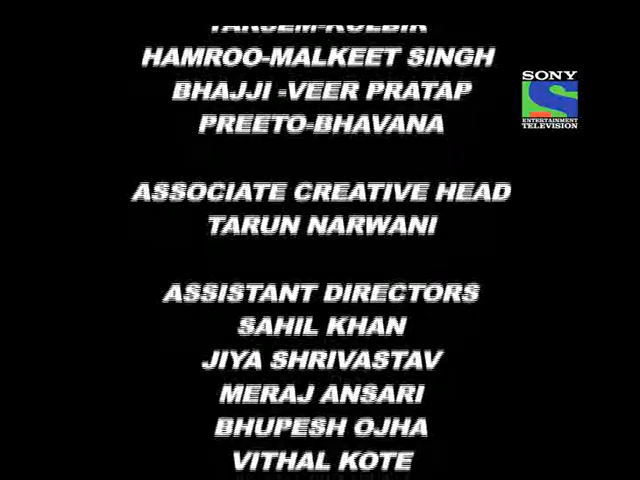 HAMROO-MALKEET SINGH
BHAJJI -VEER PRATAP
PREETO-BHAVANA
SONY
ENTERTAINMENT
TELEVISION
ASSOCIATE CREATIVE HEAD
TARUN NARWANI
ASSISTANT DIRECTORS
SAHIL KHAN
JIYA SHRIVASTAV
MERAJ ANSARI
BHUPESH OJHA
VITHAL KOTE